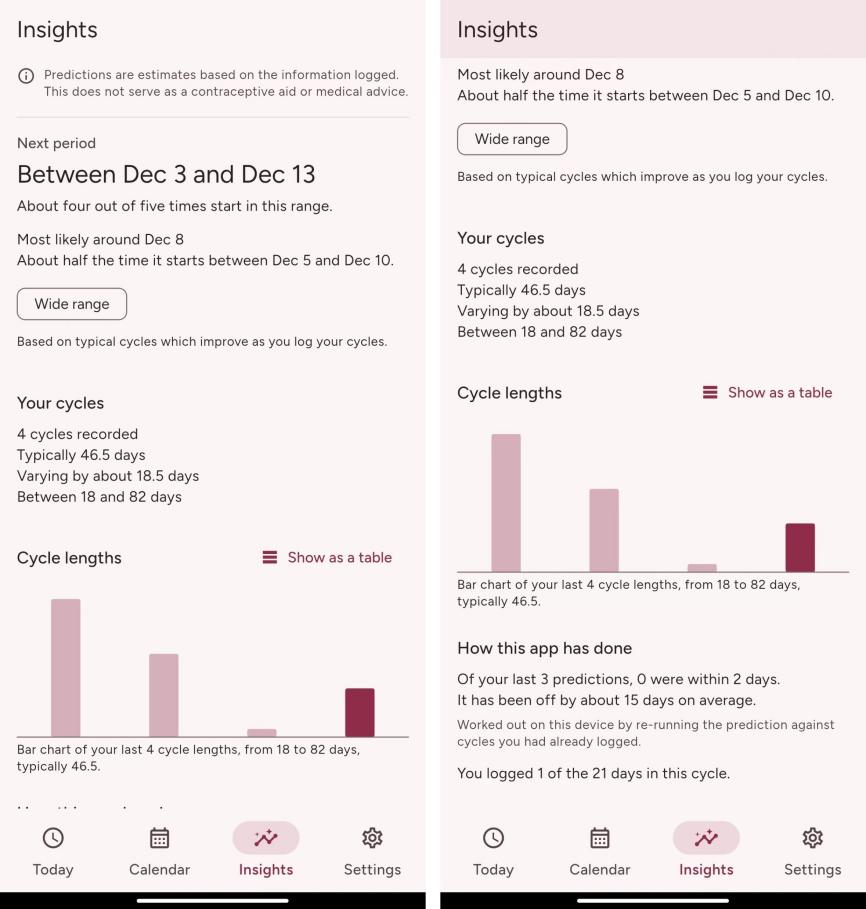 Insights
Predictions are estimates based on the information logged.
This does not serve as a contraceptive aid or medical advice.
Next period
Between Dec 3 and Dec 13
About four out of five times start in this range.
Most likely around Dec 8
About half the time it starts between Dec 5 and Dec 10.
Wide range
Based on typical cycles which improve as you log your cycles.
Your cycles
4 cycles recorded
Typically 46.5 days
Varying by about 18.5 days
Between 18 and 82 days
Cycle lengths
Show as a table
Bar chart of your last 4 cycle lengths, from 18 to 82 days,
typically 46.5.
Today
Calendar
Insights
Settings
Insights
Most likely around Dec 8
About half the time it starts between Dec 5 and Dec 10.
Wide range
Based on typical cycles which improve as you log your cycles.
Your cycles
4 cycles recorded
Typically 46.5 days
Varying by about 18.5 days
Between 18 and 82 days
Cycle lengths
Show as a table
Bar chart of your last 4 cycle lengths, from 18 to 82 days,
typically 46.5.
How this app has done
Of your last 3 predictions, 0 were within 2 days.
It has been off by about 15 days on average.
Worked out on this device by re-running the prediction against
cycles you had already logged.
You logged 1 of the 21 days in this cycle.
Today
Calendar
Insights
Settings